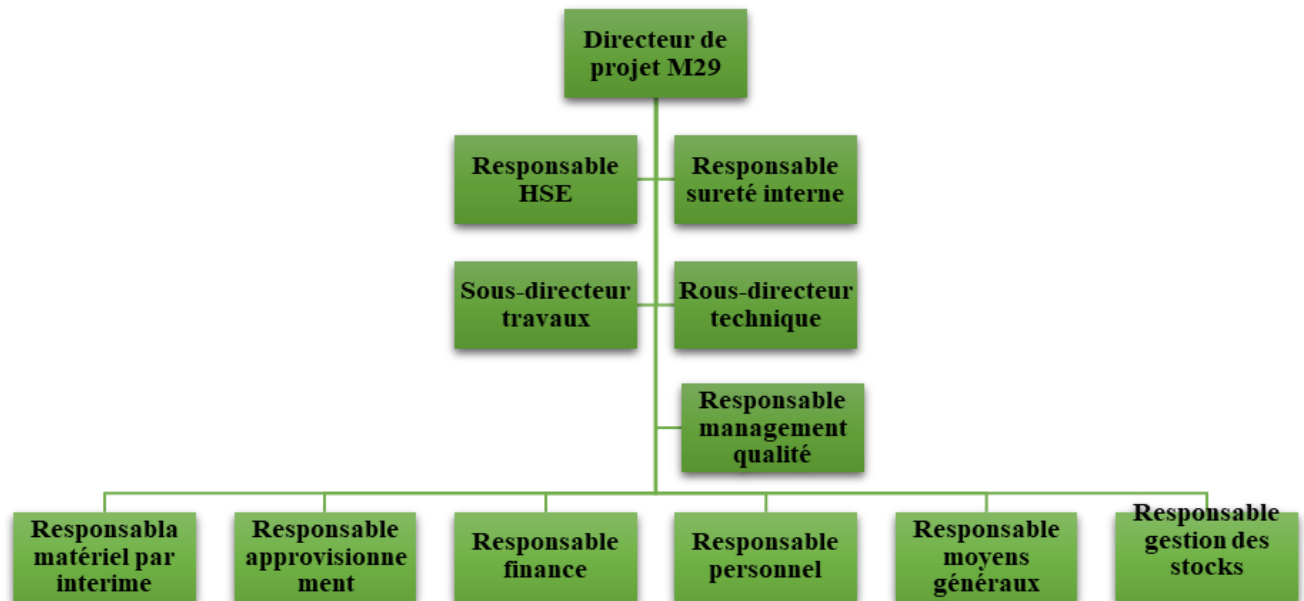 Directeur de
projet M29
Responsable
HSE
Responsable
sureté interne
Sous-directeur
travaux
Rous-directeur
technique
Responsable
management
qualité
Responsabla
matériel par
interime
Responsable
approvisionne
ment
Responsable
finance
Responsable
personnel
Responsable
moyens
généraux
Responsable
gestion des
stocks